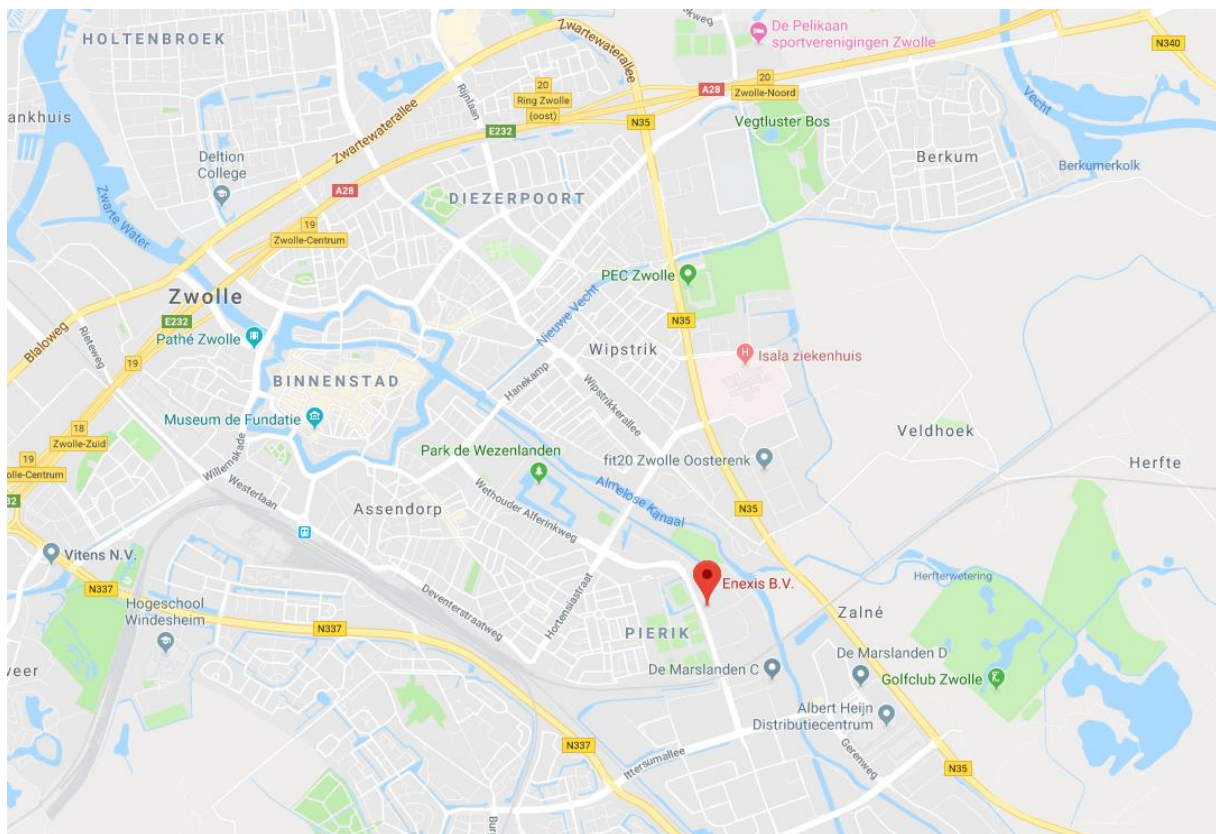 HOLTENBROEK
Zwartewaterallee
De Pelikaan
sportverenigingen Zwolle
N340
ankhuis
Rijnlaan
20
Ring Zwolle
(oost)
E232
A28
20
Zwolle-Noord
N35
Vegtluster Bos
Vecht
Berkum
Berkumerkolk
Zwartewaterallee
Deltion
College
A28
DIEZERPOORT
Zwarte Water
19
Zwolle-Centrum
PEC Zwolle
Nieuwe Vecht
Zwolle
E232
N35
Pathé Zwolle
Blaloweg
Rieteweg
19
Wipstrik
Isala ziekenhuis
BINNENSTAD
Hanekamp
Wipstrikkerallee
Museum de Fundatie
18
Zwolle-Zuid
19
olle-Centrum
32
Willemskade
Westerlaan
Park de Wezenlanden
Veldhoek
fit20 Zwolle Oosterenk
Herfte
Almelose Kanaal
Assendorp
Wethouder Alferinkweg
N35
Vitens N.V.
N337
Enexis B.V.
Herfterwetering
Hogeschool
Windesheim
Deventerstraatweg
Hortensiastraat
Zalné
N337
PIERIK
veer
De Marslanden C
De Marslanden D
Golfclub Zwolle
Albert Heijn
Distributiecentrum
N337
Ittersumallee
Gerenweg
N35